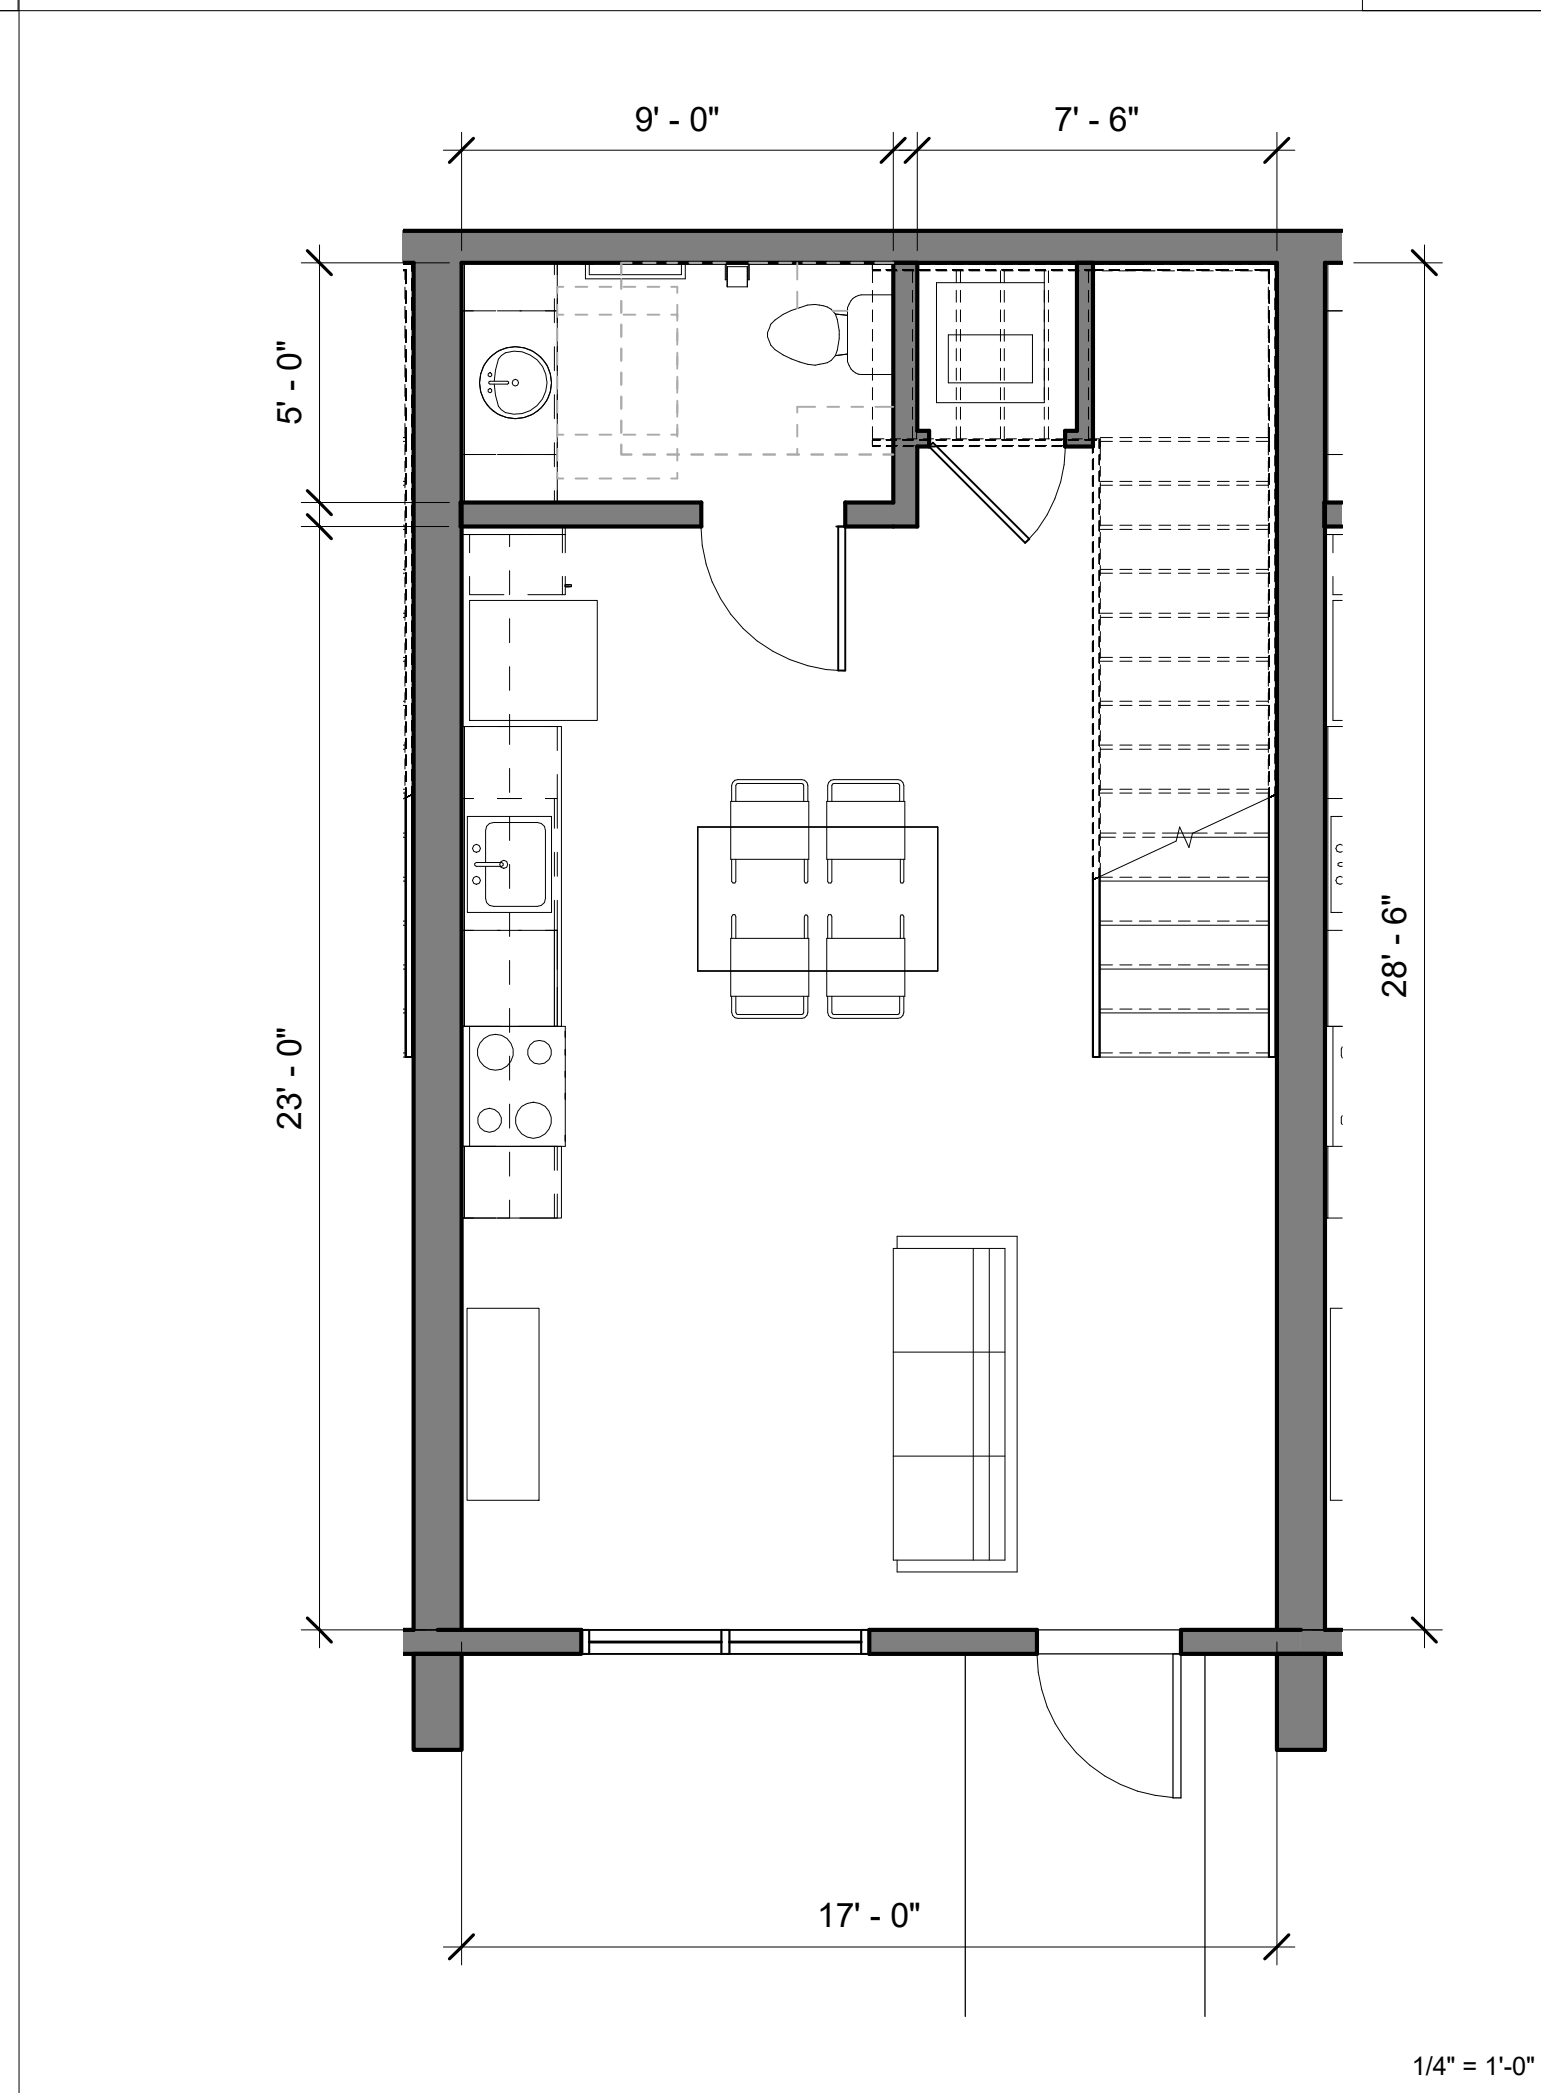 9' - 0"
7' - 6"
5' - 0"
28' - 6"
23' - 0"
17' - 0"
1/4" = 1'-0"